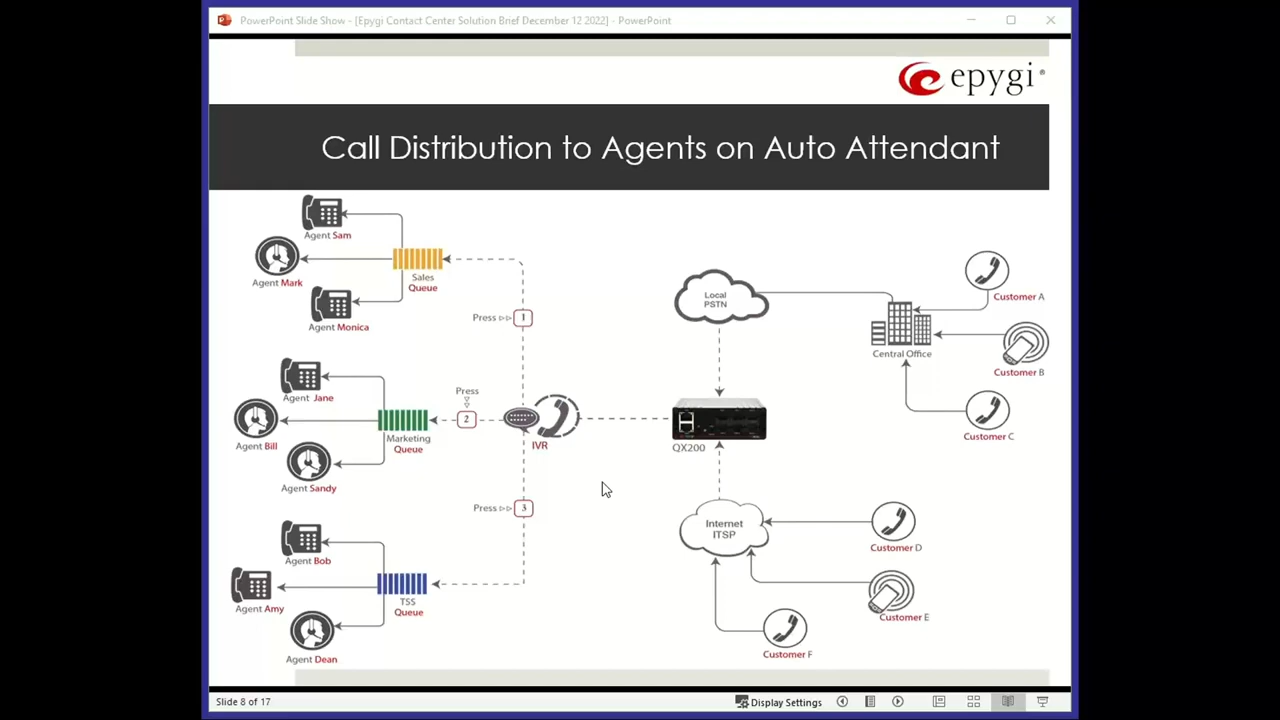 PowerPoint Slide Show - [Epygi Contact Center Solution Brief December 12 2022] - PowerPoint
epygi®
Call Distribution to Agents on Auto Attendant
Agent Sam
Agent Mark
Agent Monica
Sales
Queue
Press ▷▷ 1
Agent Jane
Agent Bill
Agent Sandy
Marketing
Queue
Press
2
IVR
Agent Bob
Agent Amy
Agent Dean
TSS
Queue
Press ▷▷ 3
Local
PSTN
QX200
Internet
ITSP
Central Office
Customer A
Customer B
Customer C
Customer D
Customer E
Customer F
Slide 8 of 17
Display Settings